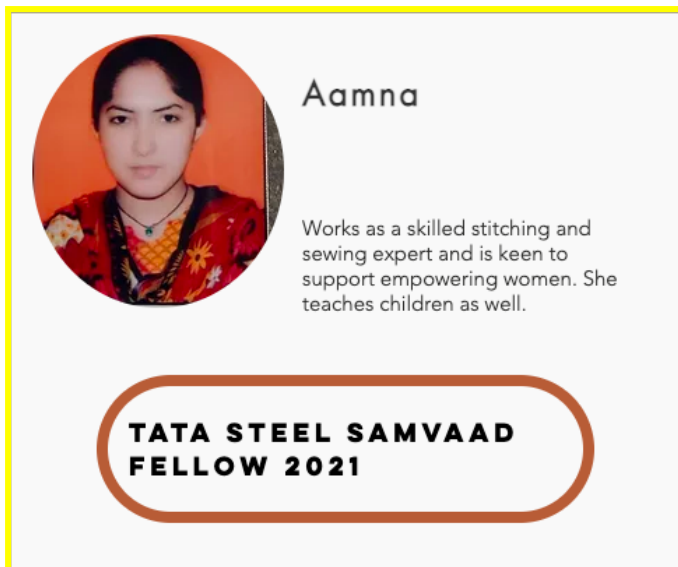 Aamna
Works as a skilled stitching and
sewing expert and is keen to
support empowering women. She
teaches children as well.
TATA STEEL SAMVAAD
FELLOW 2021